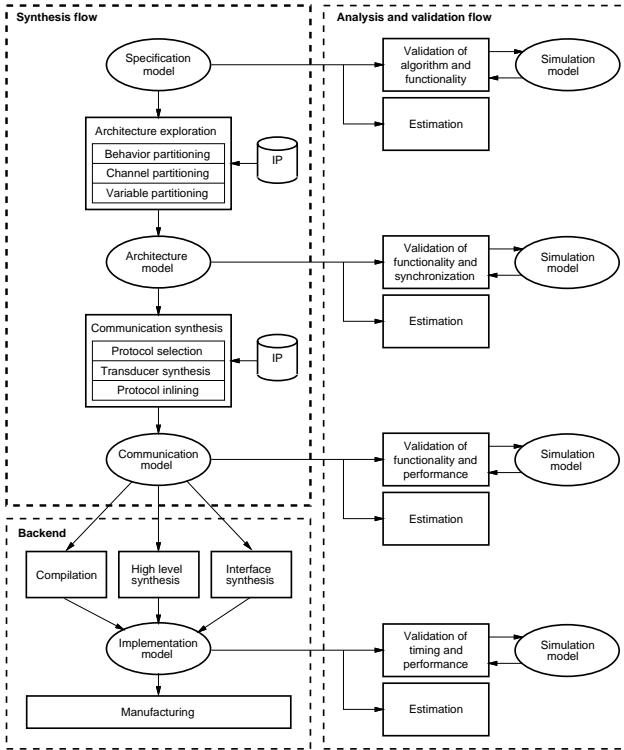 Synthesis flow
Analysis and validation flow
Specification
model
Validation of
algorithm and
functionality
Simulation
model
Estimation
Architecture exploration
Behavior partitioning
Channel partitioning
Variable partitioning
IP
Architecture
model
Validation of
functionality and
synchronization
Simulation
model
Estimation
Communication synthesis
Protocol selection
Transducer synthesis
Protocol inlining
IP
Communication
model
Validation of
functionality and
performance
Simulation
model
Estimation
Backend
Compilation
High level
synthesis
Interface
synthesis
Implementation
model
Validation of
timing and
performance
Simulation
model
Estimation
Manufacturing